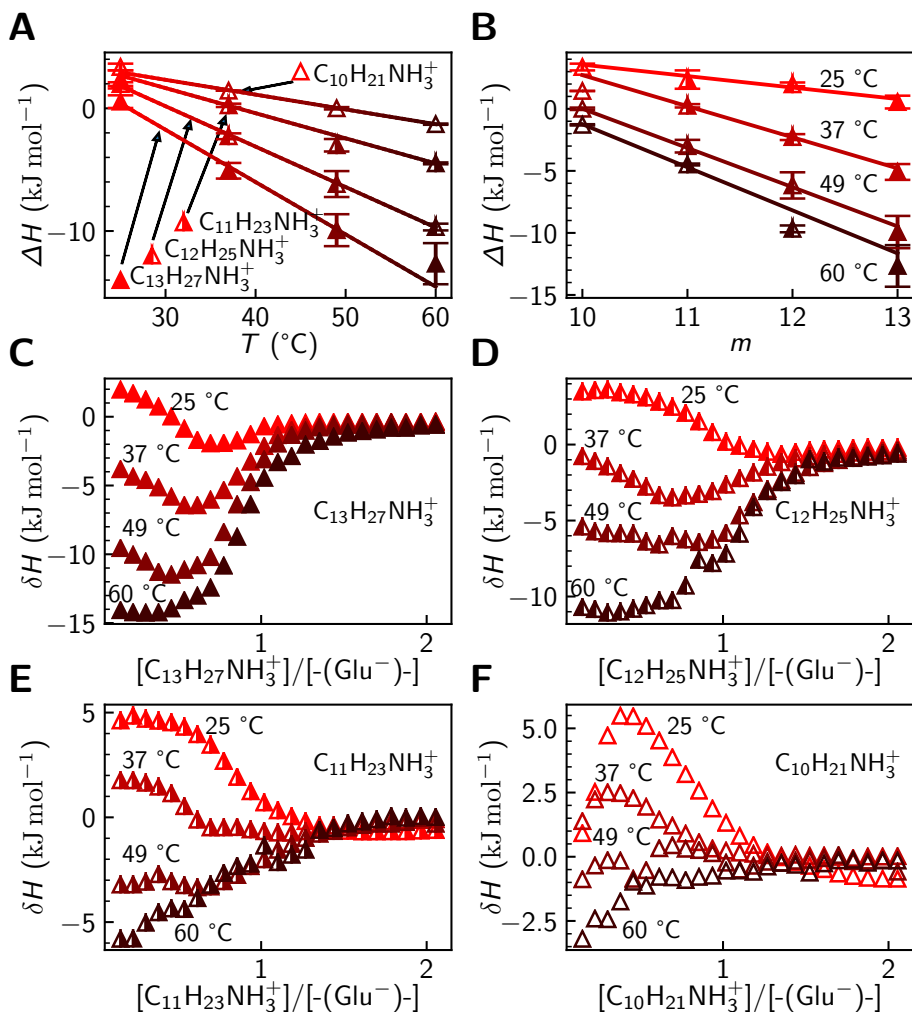 A
ΔH (kJ mol⁻¹)
0
−10
30
40
50
60
T (°C)
C₁₀H₂₁NH₃⁺
C₁₁H₂₃NH₃⁺
C₁₂H₂₅NH₃⁺
C₁₃H₂₇NH₃⁺
B
ΔH (kJ mol⁻¹)
5
0
−5
−10
−15
10
11
12
13
m
25 °C
37 °C
49 °C
60 °C
C
δH (kJ mol⁻¹)
0
−5
−10
−15
1
2
25 °C
37 °C
49 °C
60 °C
C₁₃H₂₇NH₃⁺
[C₁₃H₂₇NH₃⁺]/[-(Glu⁻)-]
D
δH (kJ mol⁻¹)
0
−5
−10
1
2
25 °C
37 °C
49 °C
60 °C
C₁₂H₂₅NH₃⁺
[C₁₂H₂₅NH₃⁺]/[-(Glu⁻)-]
E
δH (kJ mol⁻¹)
5
0
−5
1
2
25 °C
37 °C
49 °C
60 °C
C₁₁H₂₃NH₃⁺
[C₁₁H₂₃NH₃⁺]/[-(Glu⁻)-]
F
δH (kJ mol⁻¹)
5.0
2.5
0.0
−2.5
1
2
25 °C
37 °C
49 °C
60 °C
C₁₀H₂₁NH₃⁺
[C₁₀H₂₁NH₃⁺]/[-(Glu⁻)-]